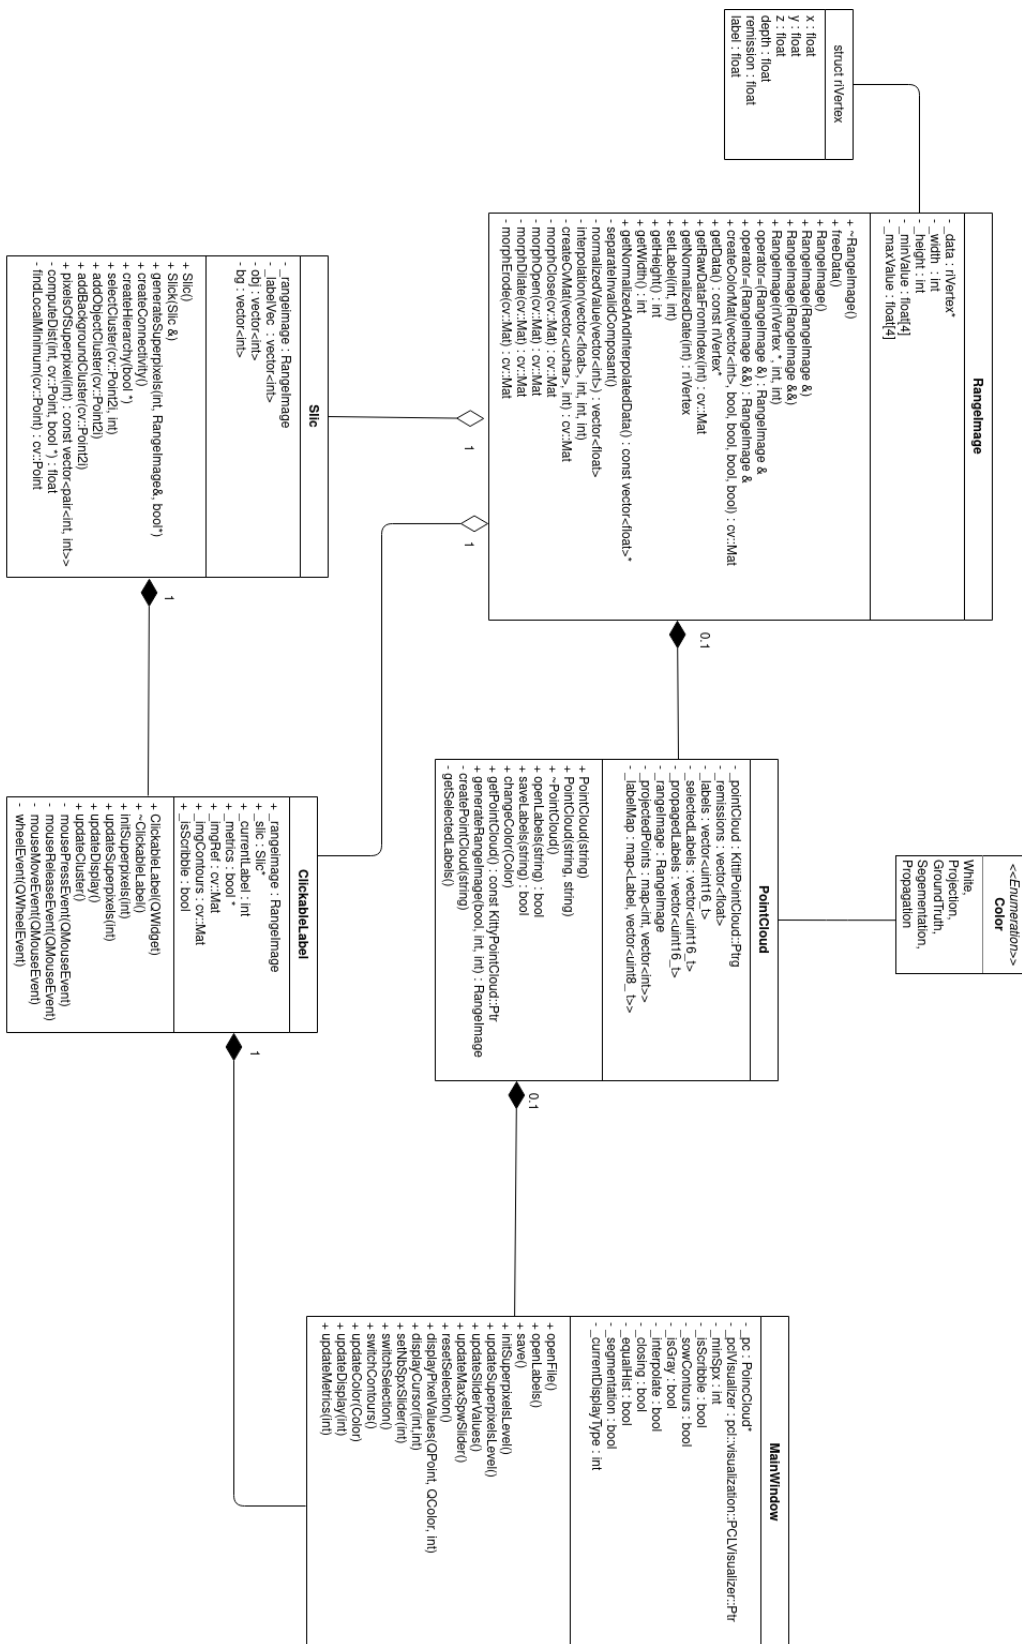 struct riVertex
x : float
y : float
z : float
depth : float
remission : float
label : float
RangeImage
- _data : riVertex*
- _width : int
- _height : int
- _minValue : float[4]
- _maxValue : float[4]
+ ~RangeImage()
+ freeData()
+ RangeImage()
+ RangeImage(RangeImage &)
+ RangeImage(RangeImage &&)
+ RangeImage(riVertex *, int, int)
+ operator=(RangeImage &) : RangeImage &
+ operator=(RangeImage &&) : RangeImage &
+ createColorMat(vector<int>, bool, bool, bool, bool) : cv::Mat
+ getData() : const riVertex*
+ getRawDataFromIndex(int) : cv::Mat
+ getNormalizedDate(int) : riVertex
+ setLabel(int, int)
+ getHeight() : int
+ getWidth() : int
+ getNormalizedAndInterpolatedData() : const vector<float>*
- separateInvalidComposant()
- normalizedValue(vector<int>) : vector<float>
- interpolation(vector<float>, int, int, int)
- createCvMat(vector<uchar>, int) : cv::Mat
- morphClose(cv::Mat) : cv::Mat
- morphOpen(cv::Mat) : cv::Mat
- morphDilate(cv::Mat) : cv::Mat
- morphErode(cv::Mat) : cv::Mat
1
1
0.1
Slic
- _rangeimage : RangeImage
- _labelVec : vector<int>
- obj : vector<int>
- bg : vector<int>
+ Slic()
+ Slick(Slic &)
+ generateSuperpixels(int, RangeImage&, bool*)
+ createConnectivity()
+ createHierarchy(bool *)
+ selectCluster(cv::Point2i, int)
+ addObjectCluster(cv::Point2i)
+ addBackgroundCluster(cv::Point2i)
+ pixelsOfSuperpixel(int) : const vector<pair<int, int>>
- computeDist(int, cv::Point, bool *) : float
- findLocalMinimum(cv::Point) : cv::Point
1
<<Enumeration>>
Color
White,
Projection,
GroundTruth,
Segementation,
Propagation
PointCloud
- _pointCloud : KittiPointCloud::Ptrg
- _remissions : vector<float>
- _labels : vector<uint16_t>
- _selectedLabels : vector<uint16_t>
- _propagedLabels : vector<uint16_t>
- _rangeImage : RangeImage
- _projectedPoints : map<int, vector<int>>
- _labelMap : map<Label, vector<uint8_ t>>
+ PointCloud(string)
+ PointCloud(string, string)
+ ~PointCloud()
+ openLabels(string) : bool
+ saveLabels(string) : bool
+ changeColor(Color)
+ getPointCloud() : const KittyPointCloud::Ptr
+ generateRangeImage(bool, int, int) : RangeImage
- createPointCloud(string)
- getSelectedLabels()
0.1
ClickableLabel
+ _rangeimage : RangeImage
+ _slic : Slic*
+ _currentLabel : int
+ _metrics : bool *
+ _imgRef : cv::Mat
+ _imgContours : cv::Mat
+ _isScribble : bool
+ ClickableLabel(QWidget)
+ ~ClickableLabel()
+ initSuperpixels(int)
+ updateSuperpixels(int)
+ updateDisplay()
+ updateCluster()
- mousePressEvent(QMouseEvent)
- mouseReleaseEvent(QMouseEvent)
- mouseMoveEvent(QMouseEvent)
- wheelEvent(QWheelEvent)
1
MainWindow
- _pc : PoincCloud*
- _pclVisualizer : pcl::visualization::PCLVisualizer::Ptr
- _minSpx : int
- _isScribble : bool
- _sowContours : bool
- _isGray : bool
- _interpolate : bool
- _closing : bool
- _equalHist : bool
- _segmentation : bool
- _currentDisplayType : int
+ openFile()
+ openLabels()
+ save()
+ initSuperpixelsLevel()
+ updateSuperpixelsLevel()
+ updateSliderValues()
+ updateMaxSpwSlider()
+ resetSelection()
+ displayPixelValues(QPoint, QColor, int)
+ displayCursor(int,int)
+ setNbSpxSlider(int)
+ switchSelection()
+ switchContours()
+ updateColor(Color)
+ updateDisplay(int)
+ updateMetrics(int)